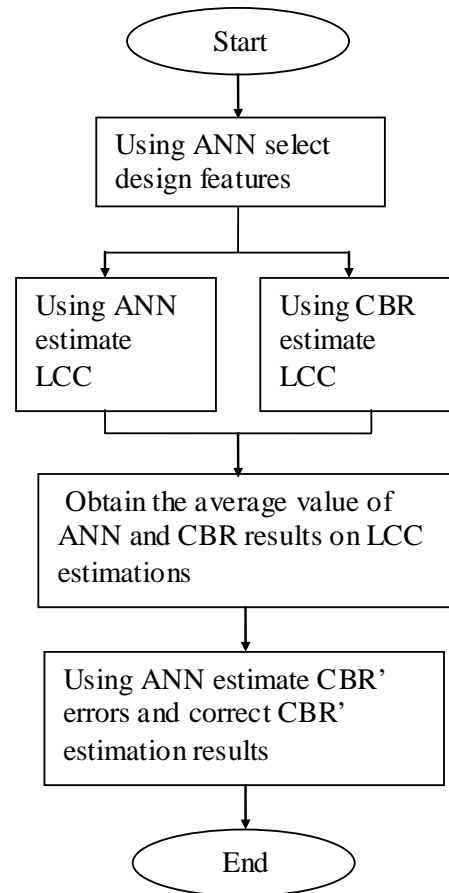 Start
Using ANN select
design features
Using ANN
estimate
LCC
Using CBR
estimate
LCC
Obtain the average value of
ANN and CBR results on LCC
estimations
Using ANN estimate CBR’
errors and correct CBR’
estimation results
End